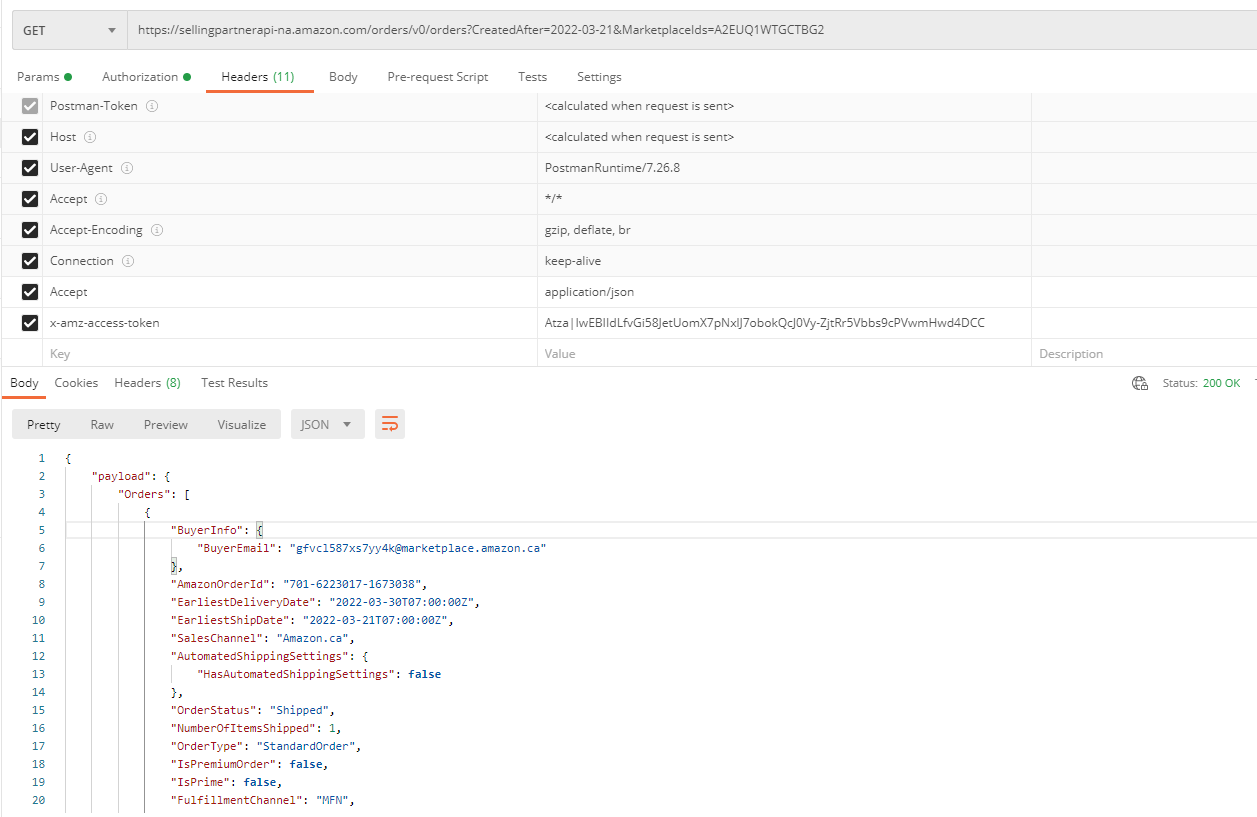 GET https://sellingpartnerapi-na.amazon.com/orders/v0/orders?CreatedAfter=2022-03-21&MarketplaceIds=A2EUQ1WTGCTBG2
Params Authorization Headers (11) Body Pre-request Script Tests Settings
Postman-Token <calculated when request is sent>
Host <calculated when request is sent>
User-Agent PostmanRuntime/7.26.8
Accept */*
Accept-Encoding gzip, deflate, br
Connection keep-alive
Accept application/json
x-amz-access-token Atza|IwEBIIdLfvGi58JetUomX7pNxIJ7obokQcJ0Vy-ZjtRr5Vbbs9cPVwmHwd4DCC
Key Value Description
Body Cookies Headers (8) Test Results Status: 200 OK
Pretty Raw Preview Visualize JSON
1 {
2 "payload": {
3 "Orders": [
4 {
5 "BuyerInfo": {
6 "BuyerEmail": "gfvcl587xs7yy4k@marketplace.amazon.ca"
7 },
8 "AmazonOrderId": "701-6223017-1673038",
9 "EarliestDeliveryDate": "2022-03-30T07:00:00Z",
10 "EarliestShipDate": "2022-03-21T07:00:00Z",
11 "SalesChannel": "Amazon.ca",
12 "AutomatedShippingSettings": {
13 "HasAutomatedShippingSettings": false
14 },
15 "OrderStatus": "Shipped",
16 "NumberOfItemsShipped": 1,
17 "OrderType": "StandardOrder",
18 "IsPremiumOrder": false,
19 "IsPrime": false,
20 "FulfillmentChannel": "MFN",